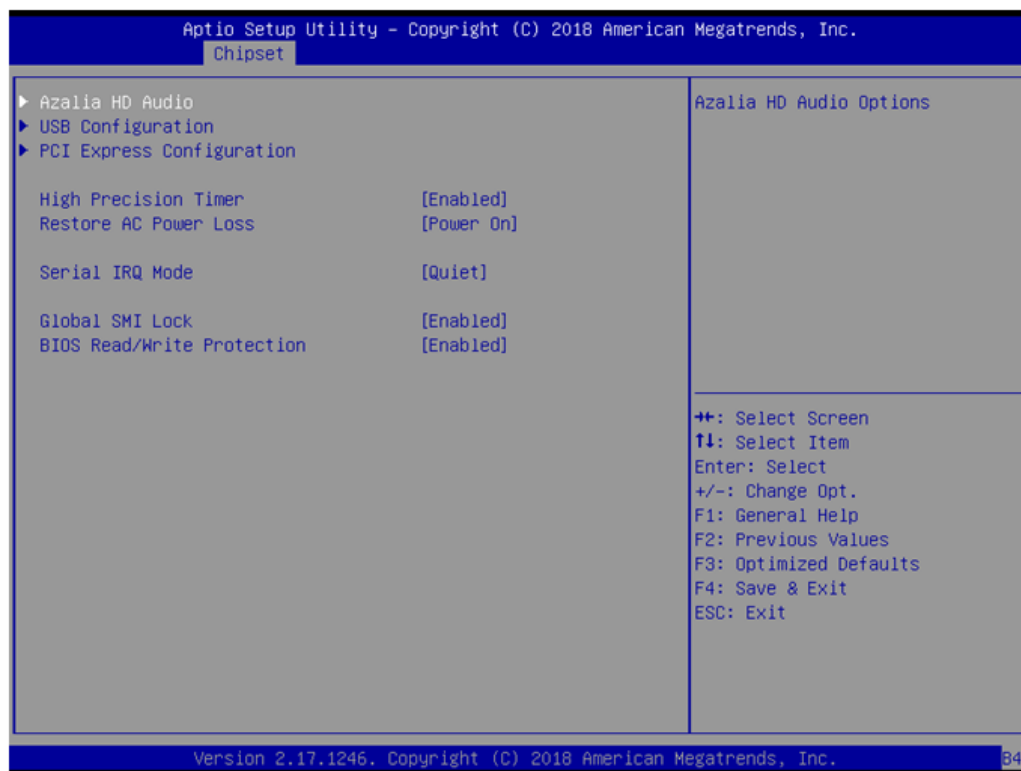 Aptio Setup Utility – Copyright (C) 2018 American Megatrends, Inc.
Chipset
Azalia HD Audio
USB Configuration
PCI Express Configuration
High Precision Timer [Enabled]
Restore AC Power Loss [Power On]
Serial IRQ Mode [Quiet]
Global SMI Lock [Enabled]
BIOS Read/Write Protection [Enabled]
Azalia HD Audio Options
→←: Select Screen
↑↓: Select Item
Enter: Select
+/-: Change Opt.
F1: General Help
F2: Previous Values
F3: Optimized Defaults
F4: Save & Exit
ESC: Exit
Version 2.17.1246. Copyright (C) 2018 American Megatrends, Inc.
B4